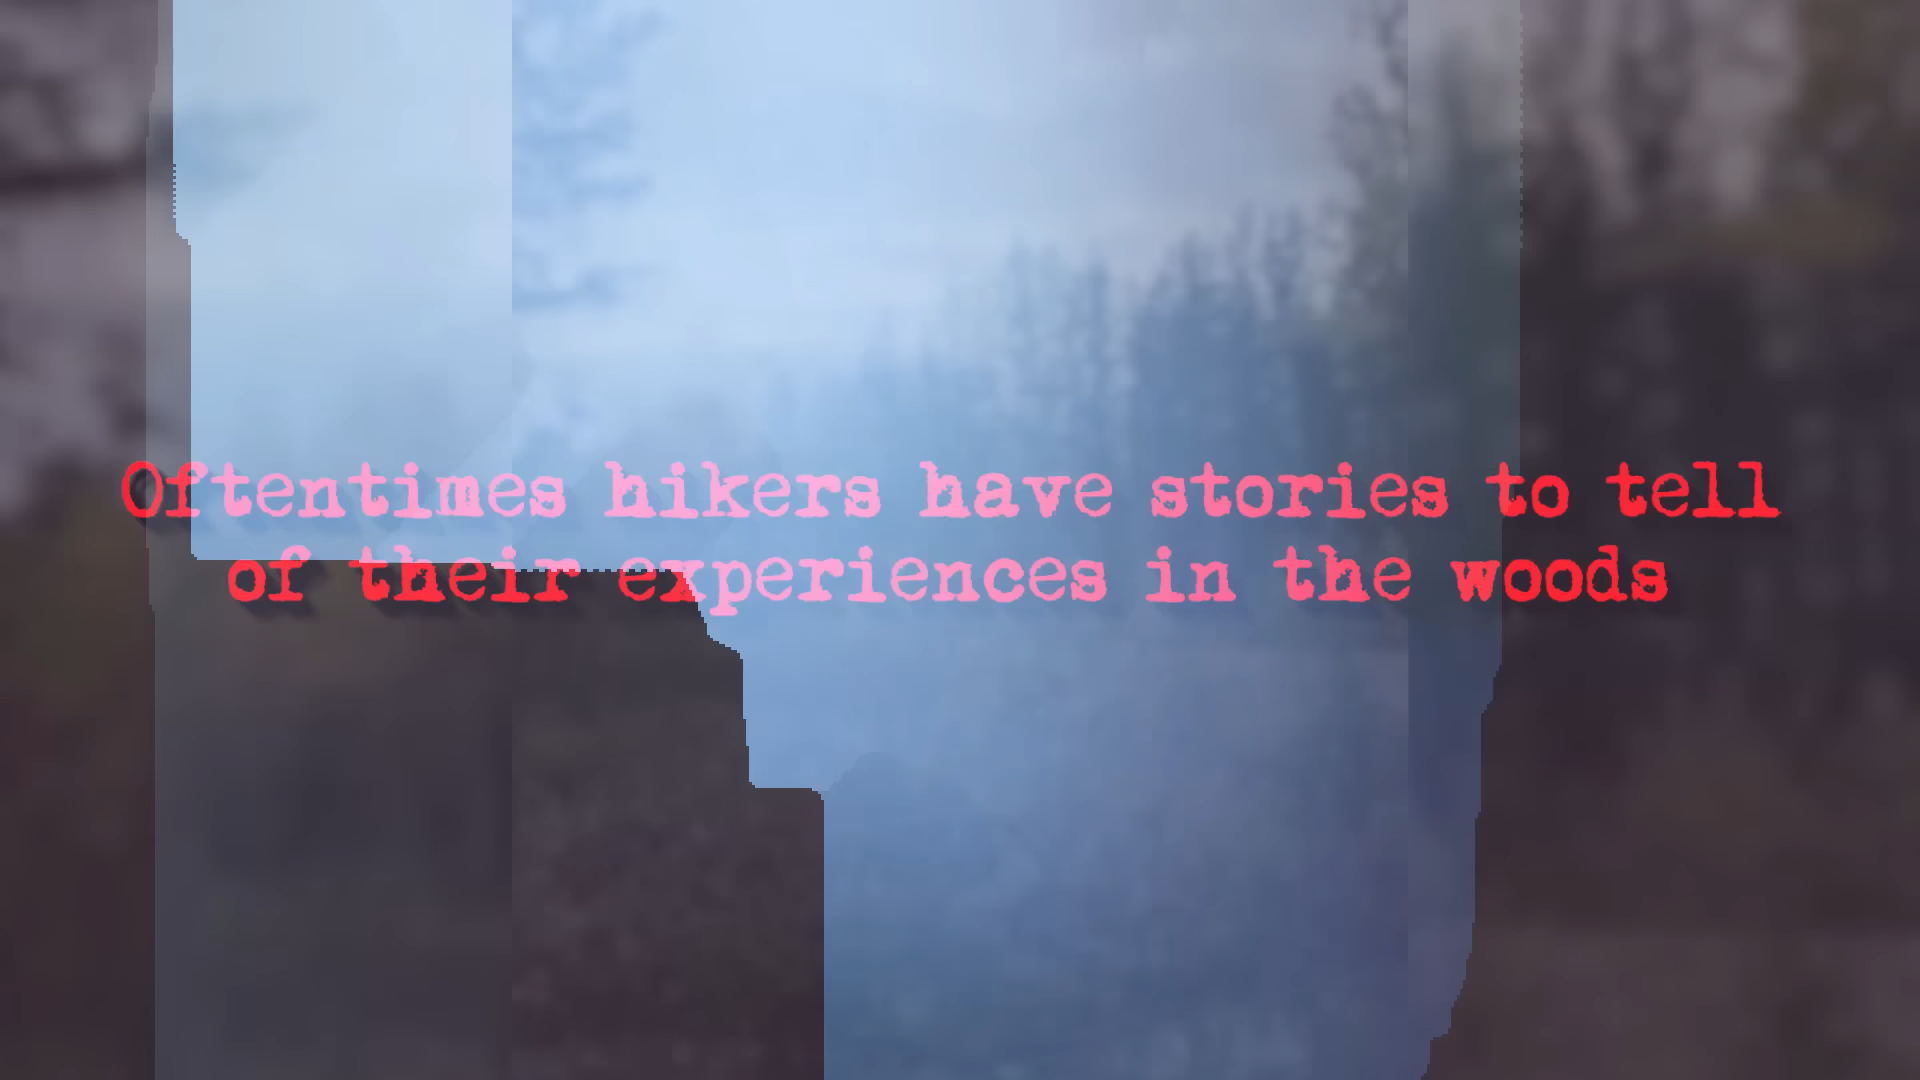 Oftentimes hikers have stories to tell
of their experiences in the woods